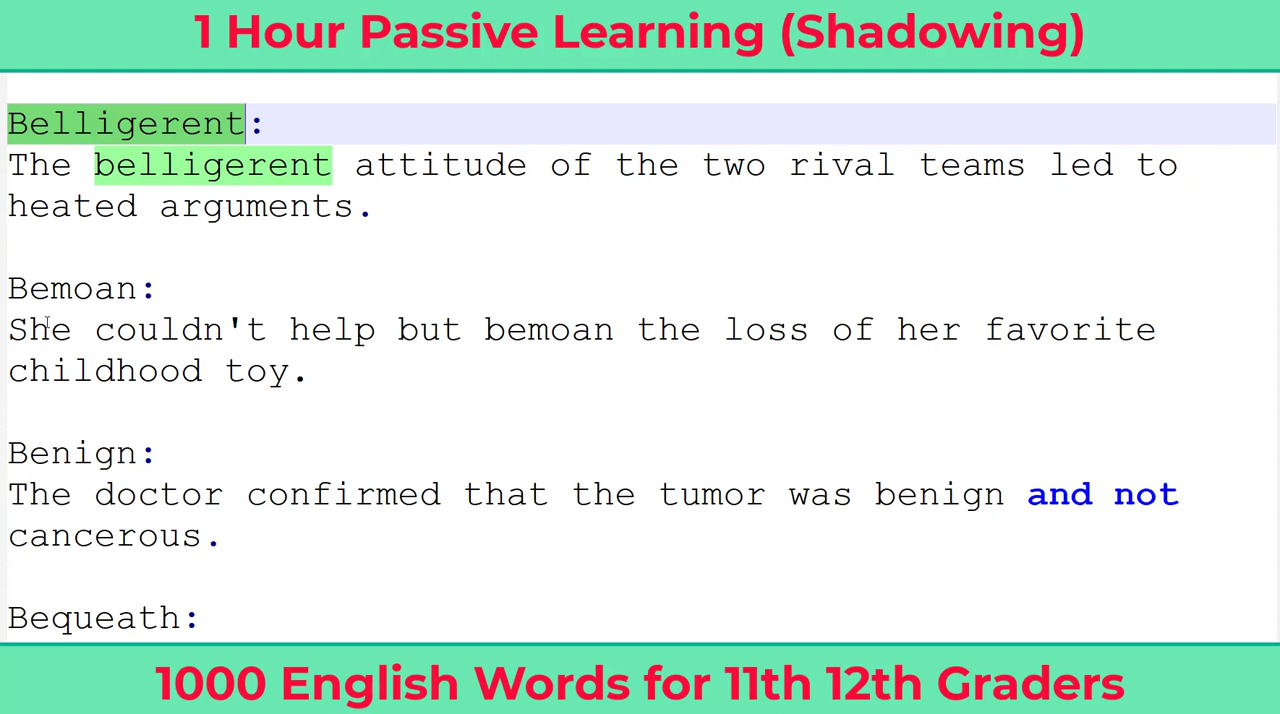 1 Hour Passive Learning (Shadowing)
Belligerent:
The belligerent attitude of the two rival teams led to
heated arguments.
Bemoan:
She couldn't help but bemoan the loss of her favorite
childhood toy.
Benign:
The doctor confirmed that the tumor was benign and not
cancerous.
Bequeath:
1000 English Words for 11th 12th Graders